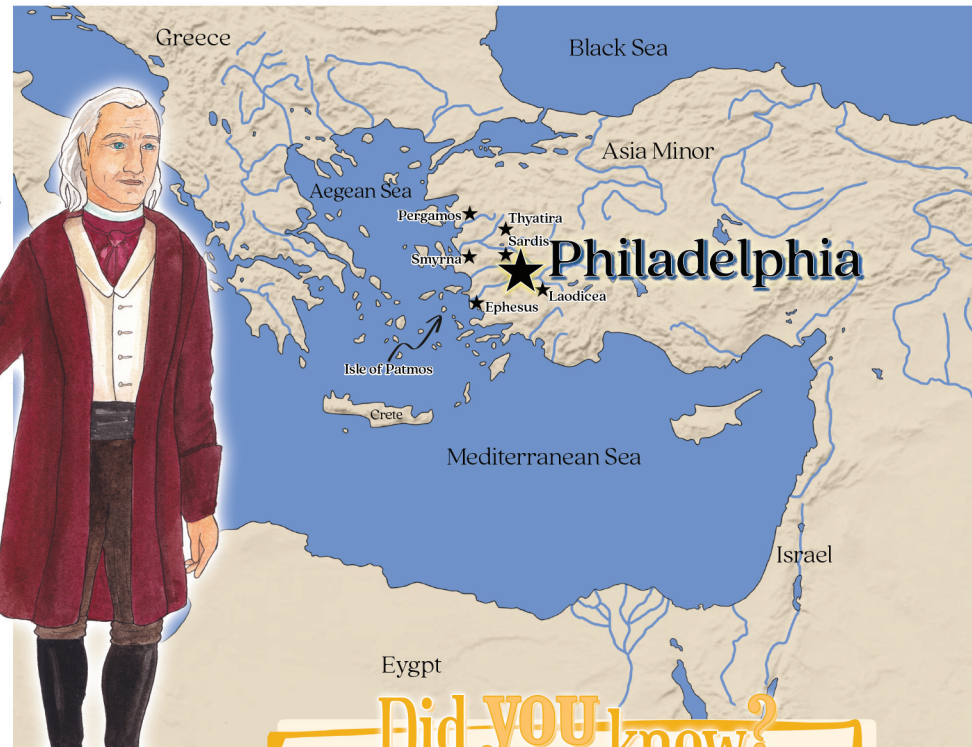 Greece
Black Sea
Asia Minor
Aegean Sea
Pergamos
Thyatira
Sardis
Smyrna
Philadelphia
Laodicea
Ephesus
Isle of Patmos
Crete
Mediterranean Sea
Israel
Eygpt
Did YOU know?